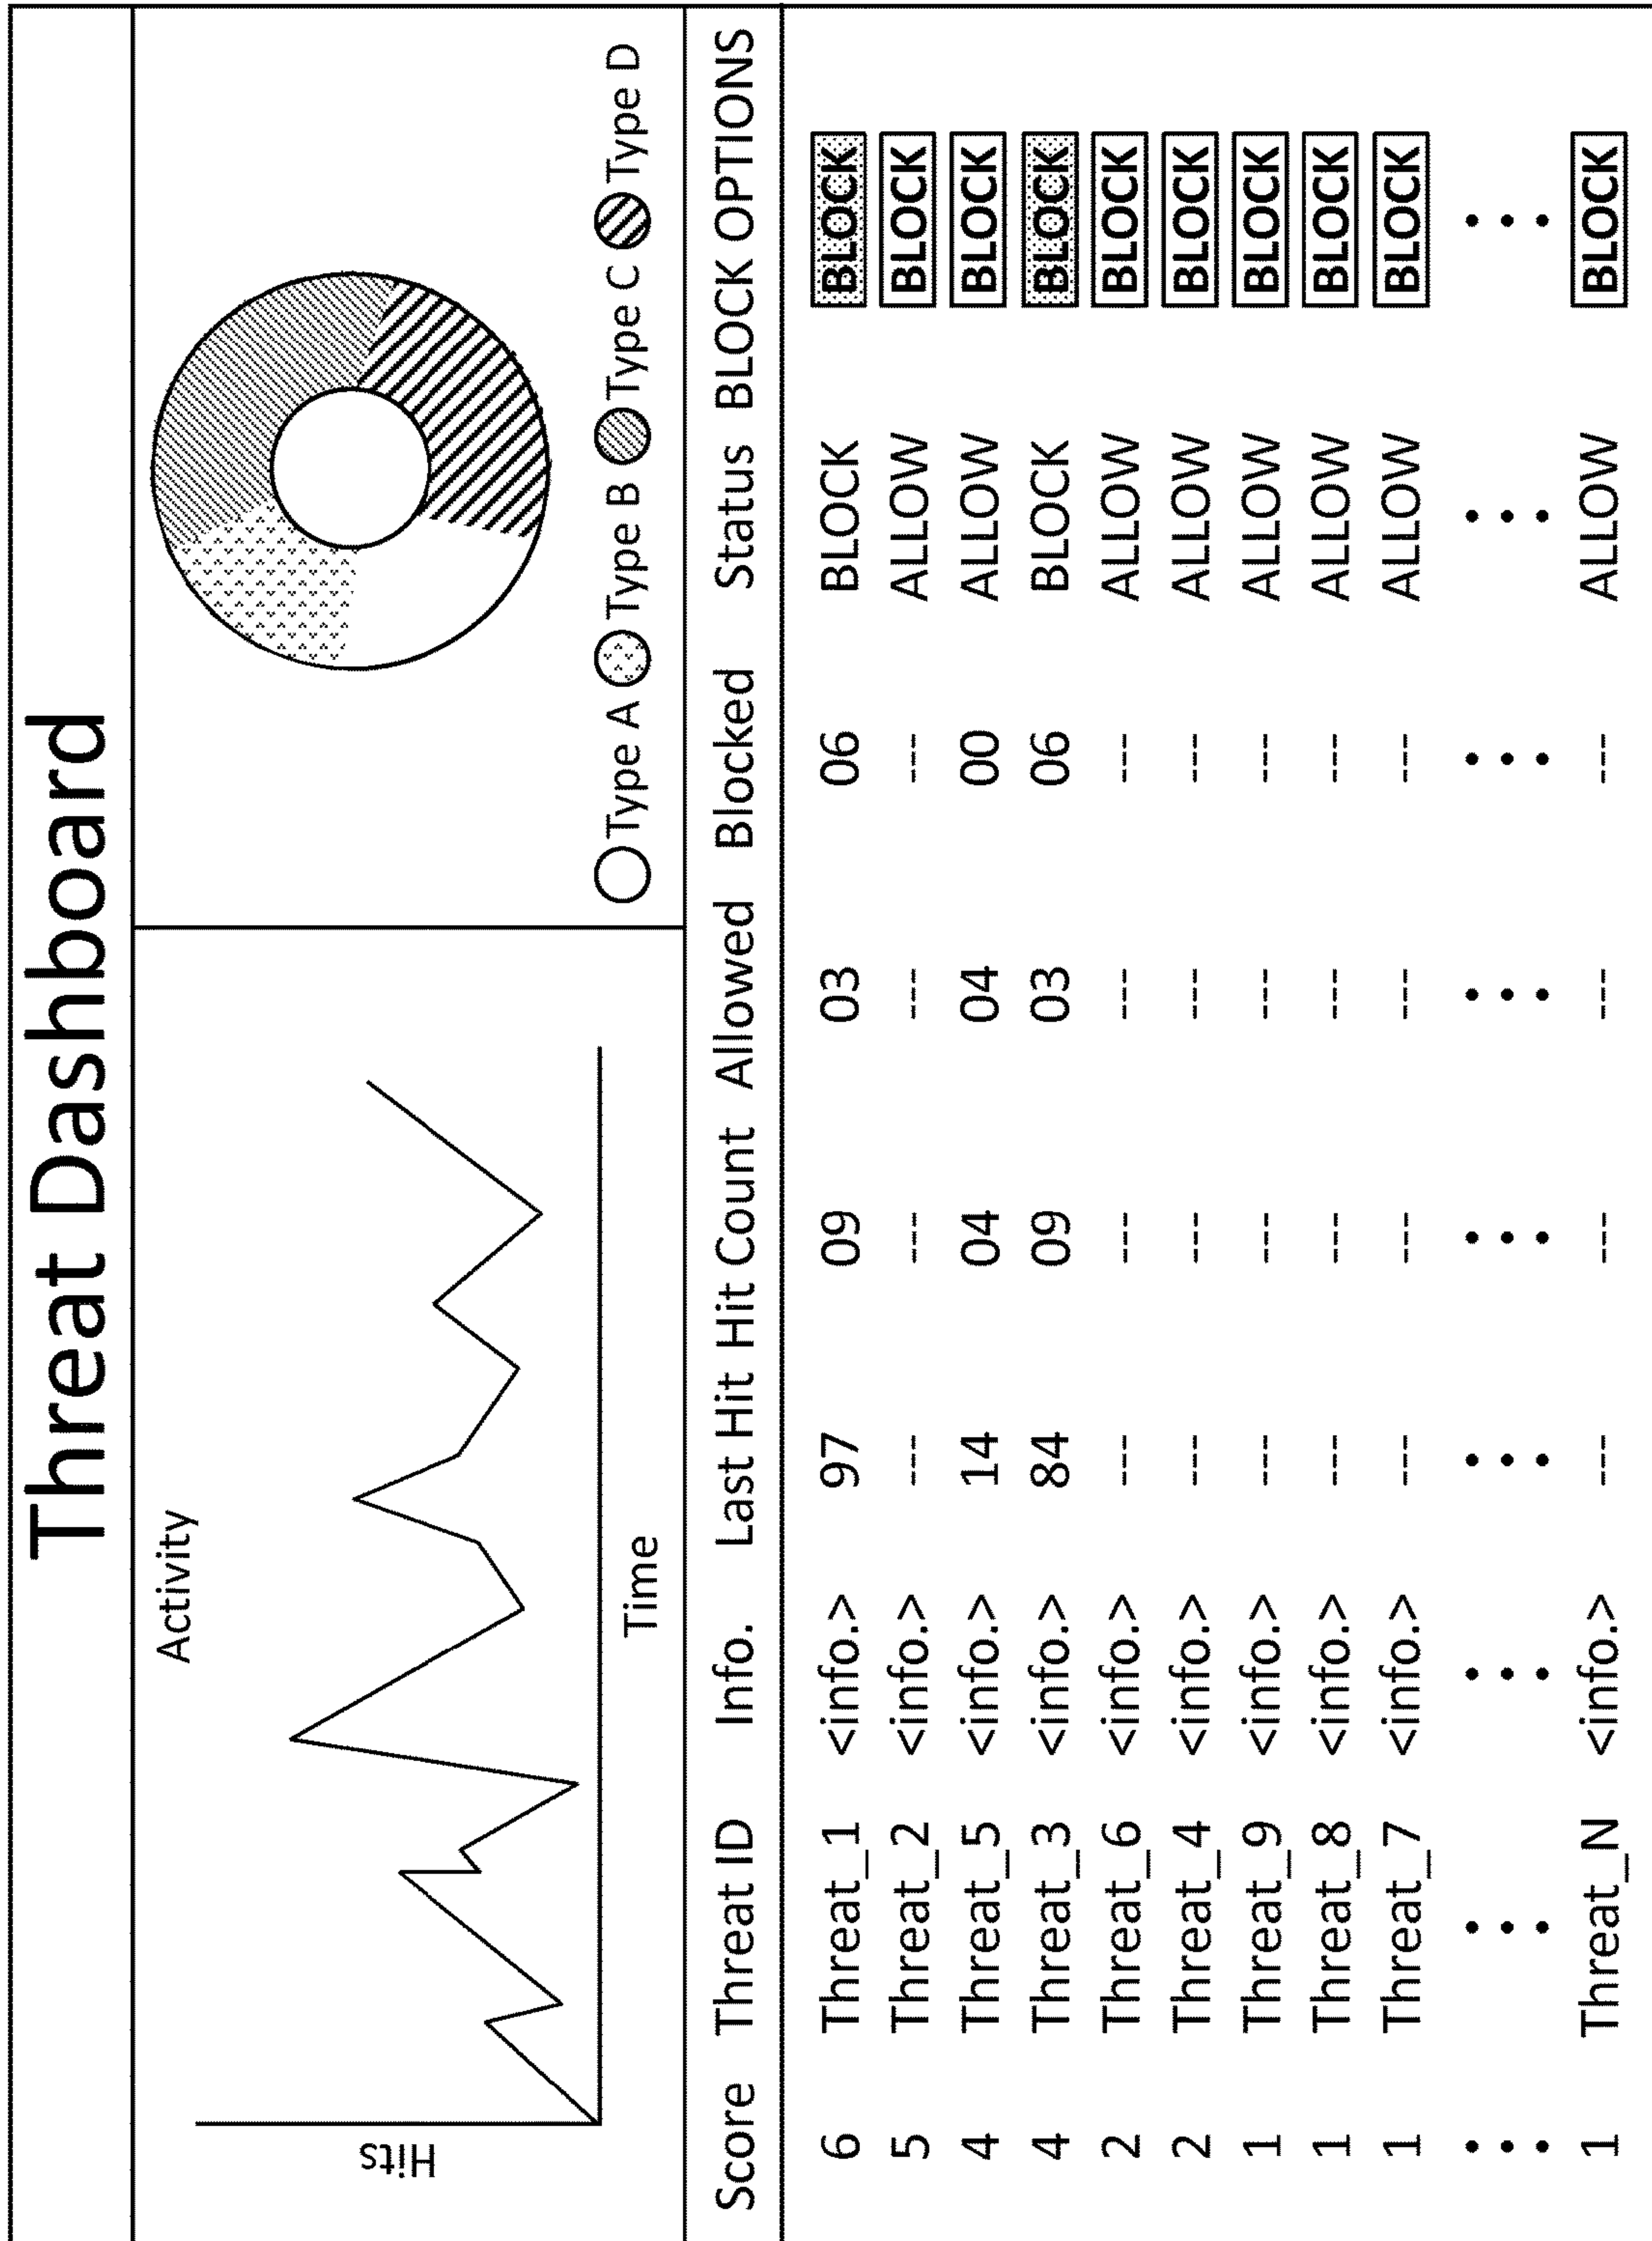 Threat Dashboard
Activity
Hits
Time
Type A Type B Type C Type D
Score Threat ID Info. Last Hit Hit Count Allowed Blocked Status BLOCK OPTIONS
6 Threat_1 <info.> 97 09 03 06 BLOCK BLOCK
5 Threat_2 <info.> --- --- --- --- ALLOW BLOCK
4 Threat_5 <info.> 14 04 04 00 ALLOW BLOCK
4 Threat_3 <info.> 84 09 03 06 BLOCK BLOCK
2 Threat_6 <info.> --- --- --- --- ALLOW BLOCK
2 Threat_4 <info.> --- --- --- --- ALLOW BLOCK
1 Threat_9 <info.> --- --- --- --- ALLOW BLOCK
1 Threat_8 <info.> --- --- --- --- ALLOW BLOCK
1 Threat_7 <info.> --- --- --- --- ALLOW BLOCK
1 Threat_N <info.> --- --- --- --- ALLOW BLOCK